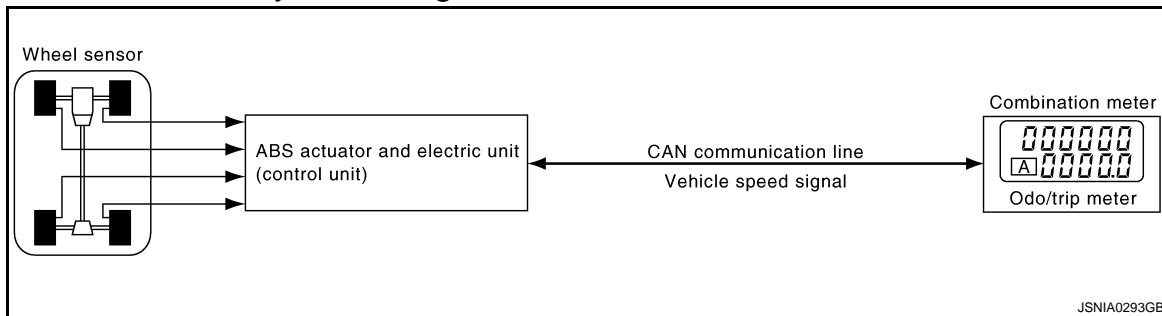 Wheel sensor
ABS actuator and electric unit
(control unit)
CAN communication line
Vehicle speed signal
Combination meter
000000
A 0000.0
Odo/trip meter
JSNIA0293GB